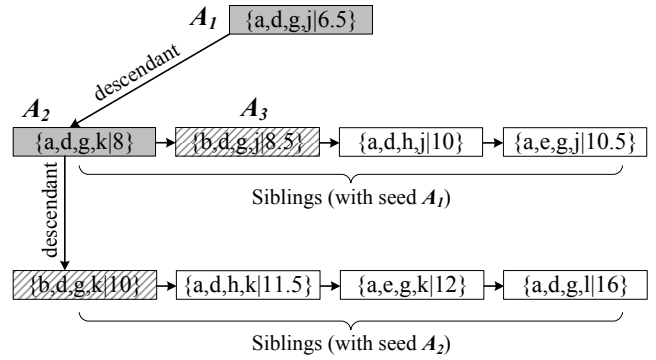 A1
{a,d,g,j|6.5}
descendant
A2
A3
{a,d,g,k|8}
{b,d,g,j|8.5}
{a,d,h,j|10}
{a,e,g,j|10.5}
Siblings (with seed A1)
descendant
{b,d,g,k|10}
{a,d,h,k|11.5}
{a,e,g,k|12}
{a,d,g,l|16}
Siblings (with seed A2)